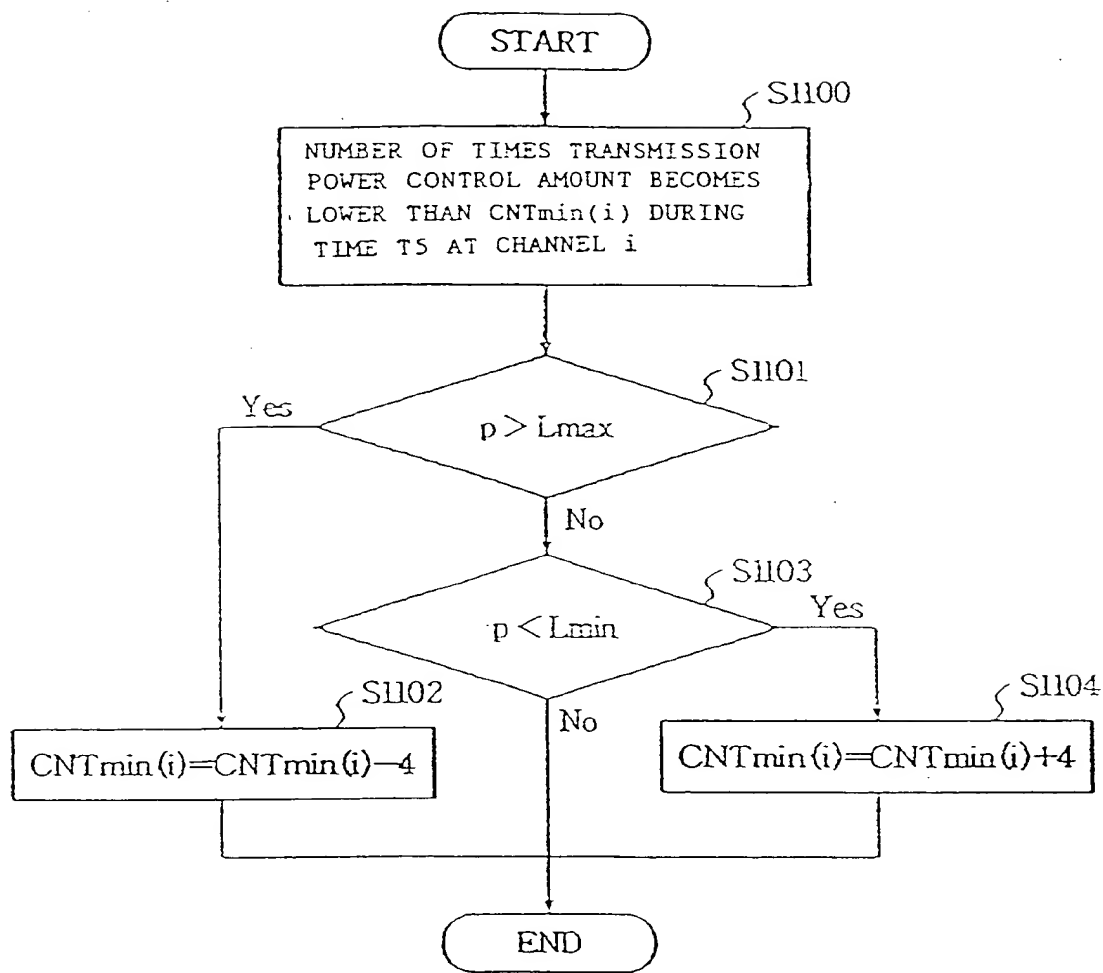 START
S1100
NUMBER OF TIMES TRANSMISSION
POWER CONTROL AMOUNT BECOMES
LOWER THAN CNTmin(i) DURING
TIME T5 AT CHANNEL i
S1101
Yes
p > Lmax
No
S1103
Yes
p < Lmin
S1102
No
S1104
CNTmin(i)=CNTmin(i)−4
CNTmin(i)=CNTmin(i)+4
END